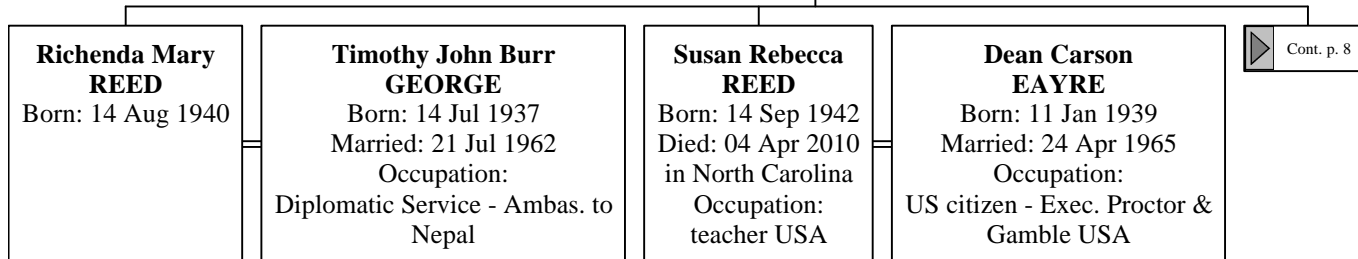 Richenda Mary
REED
Born: 14 Aug 1940
Timothy John Burr
GEORGE
Born: 14 Jul 1937
Married: 21 Jul 1962
Occupation:
Diplomatic Service - Ambas. to
Nepal
Susan Rebecca
REED
Born: 14 Sep 1942
Died: 04 Apr 2010
in North Carolina
Occupation:
teacher USA
Dean Carson
EAYRE
Born: 11 Jan 1939
Married: 24 Apr 1965
Occupation:
US citizen - Exec. Proctor &
Gamble USA
Cont. p. 8